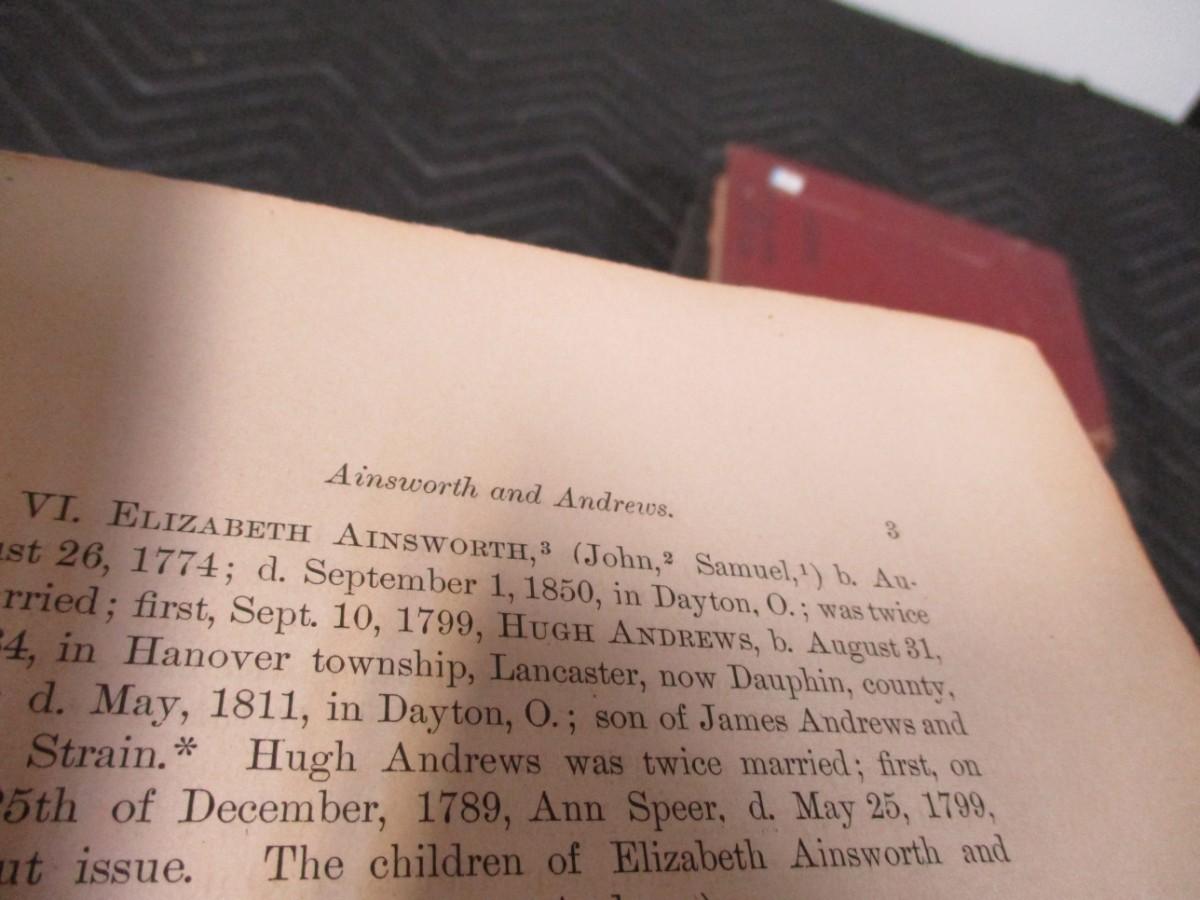 Ainsworth and Andrews. 3
VI. ELIZABETH AINSWORTH,³ (John,² Samuel,¹) b. Au-
ust 26, 1774; d. September 1, 1850, in Dayton, O.; was twice
rried; first, Sept. 10, 1799, HUGH ANDREWS, b. August 31,
4, in Hanover township, Lancaster, now Dauphin, county,
d. May, 1811, in Dayton, O.; son of James Andrews and
Strain.* Hugh Andrews was twice married; first, on
5th of December, 1789, Ann Speer, d. May 25, 1799,
ut issue. The children of Elizabeth Ainsworth and